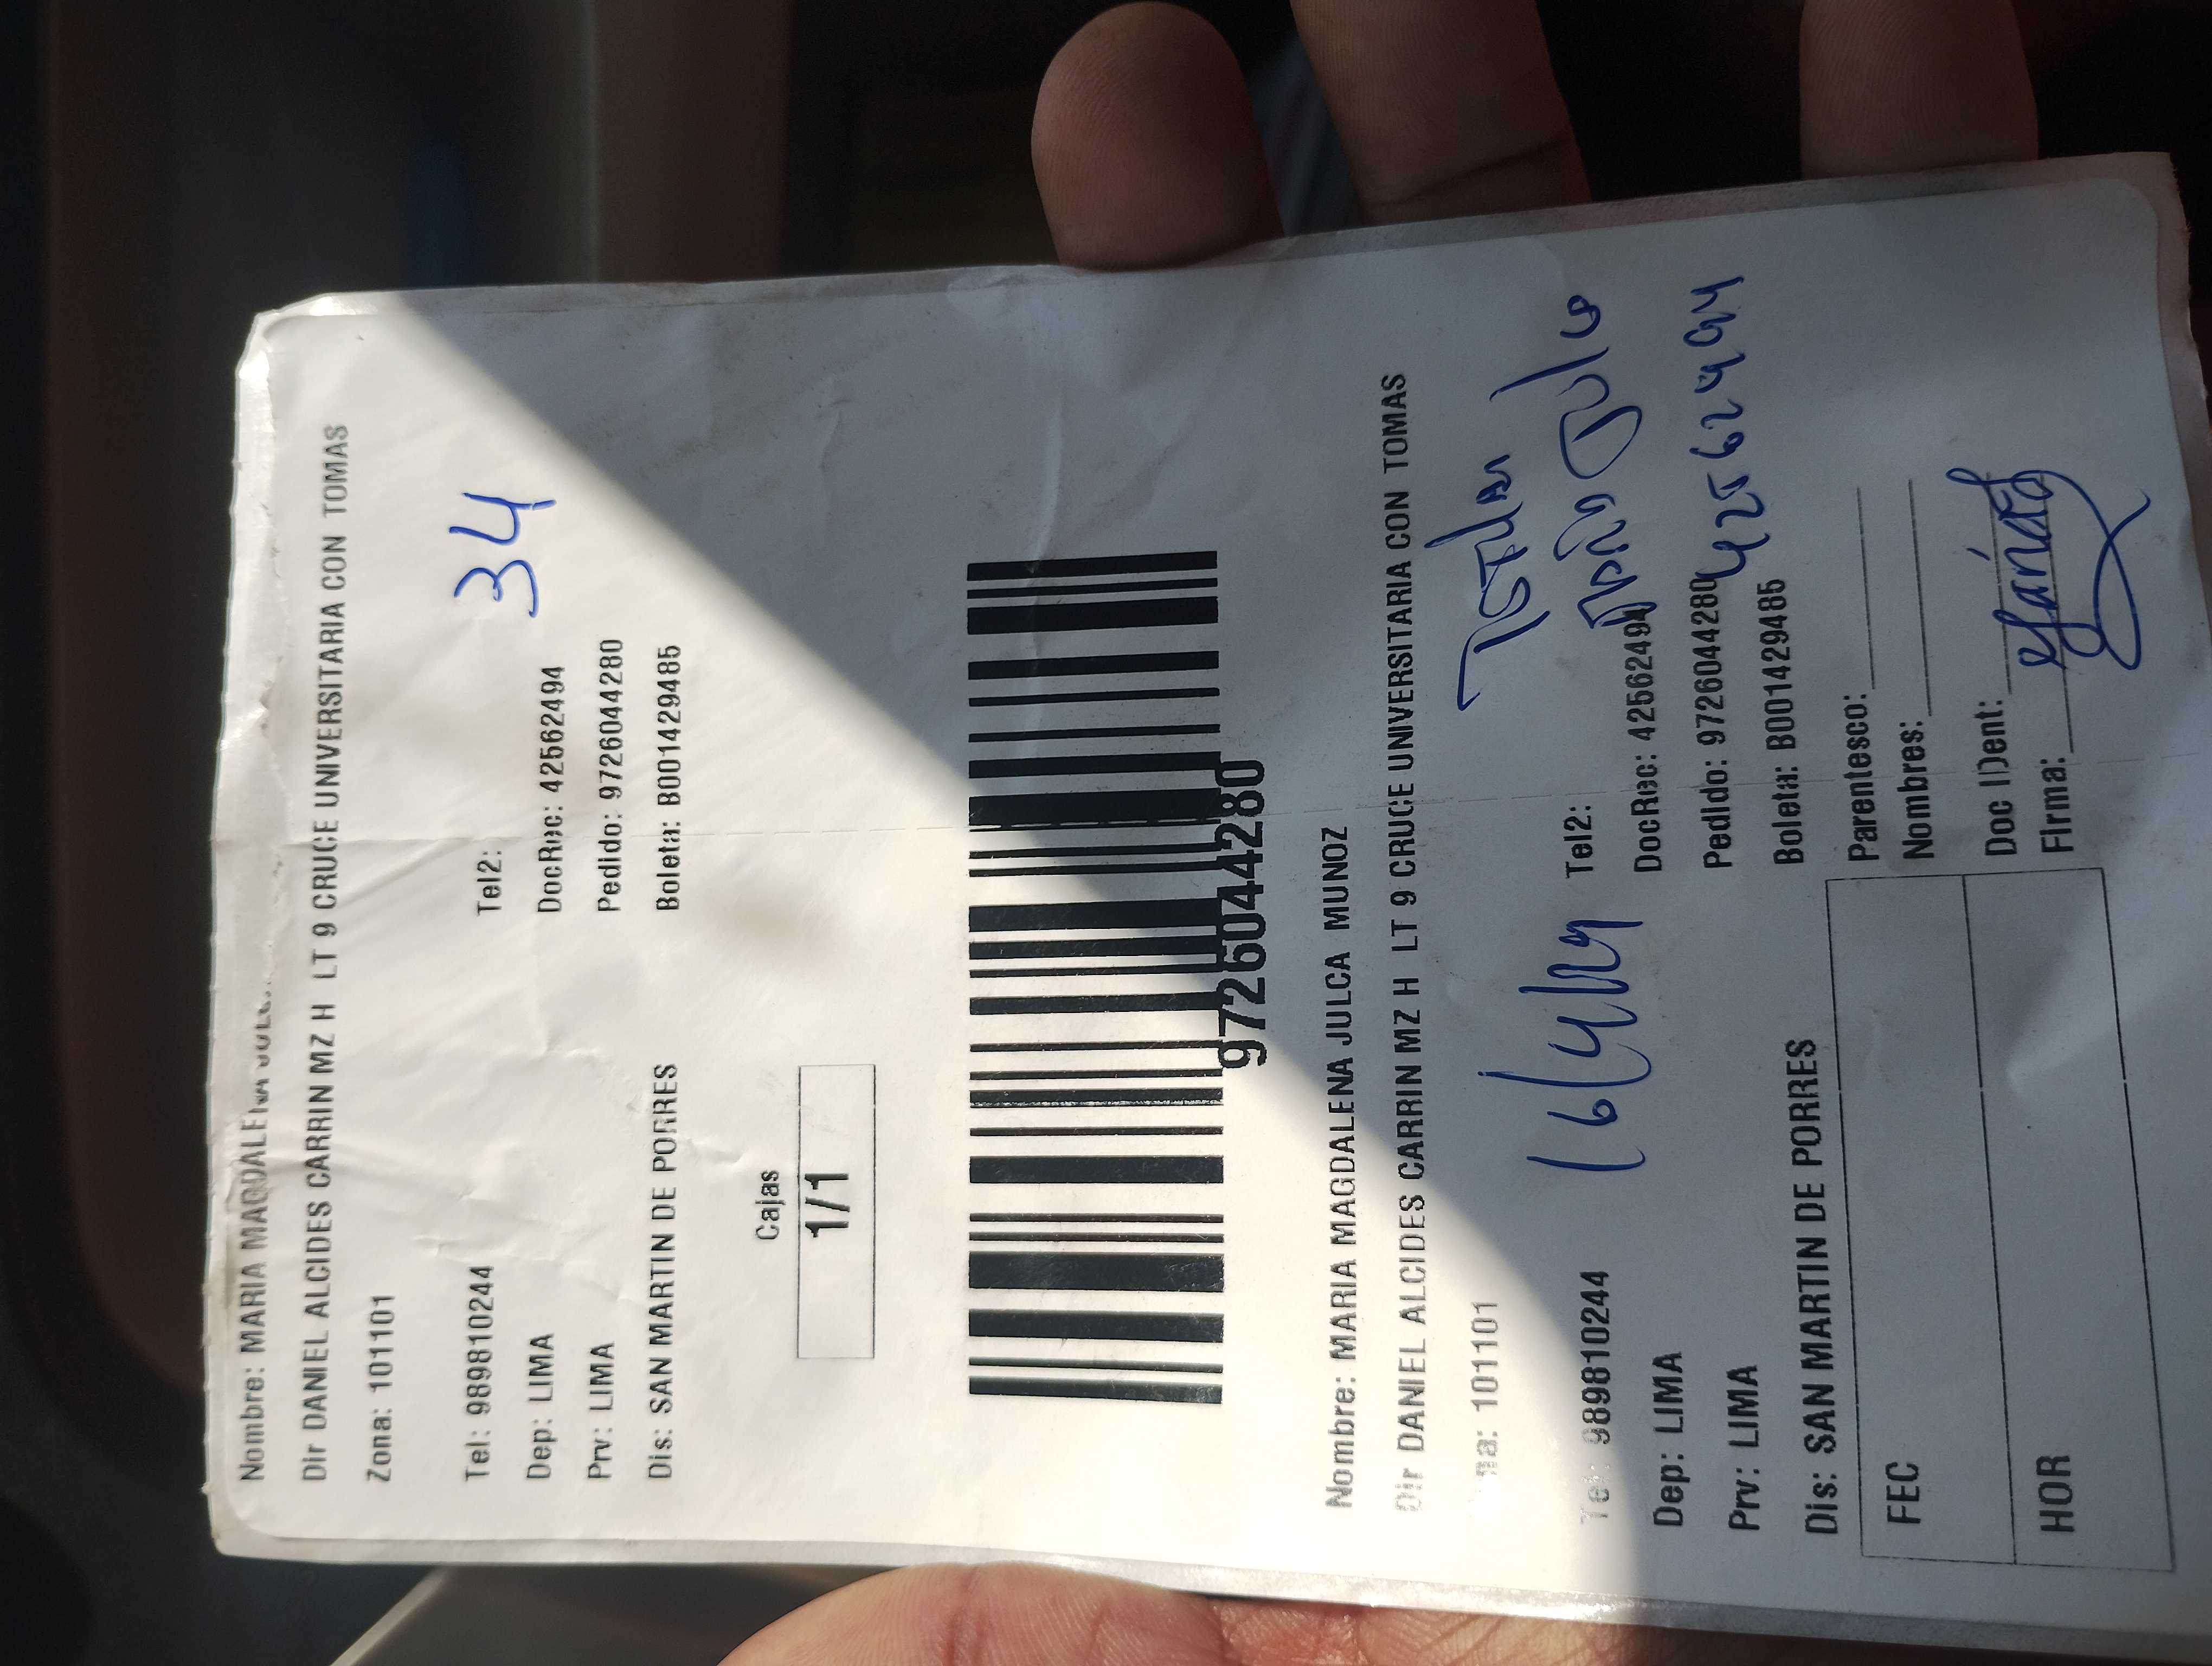 Nombre: MARIA MAGDALENA
Dir DANIEL ALCIDES CARRIN MZ H LT 9 CRUCE UNIVERSITARIA CON TOMAS
Zona: 101101
34
Tel: 989810244 Tel2:
Dep: LIMA DocRec: 42562494
Prv: LIMA Pedido: 9726044280
Dis: SAN MARTIN DE PORRES Boleta: B001429485
Cajas
1/1
9726044280
Nombre: MARIA MAGDALENA JULCA MUNOZ
Dir DANIEL ALCIDES CARRIN MZ H LT 9 CRUCE UNIVERSITARIA CON TOMAS
na: 101101
Tel: 989810244 Tel2:
Dep: LIMA DocRec: 42562494
Prv: LIMA Pedido: 9726044280 42562494
Dis: SAN MARTIN DE PORRES Boleta: B001429485
FEC Parentesco:
Nombres:
HOR Doc IDent:
Firma: